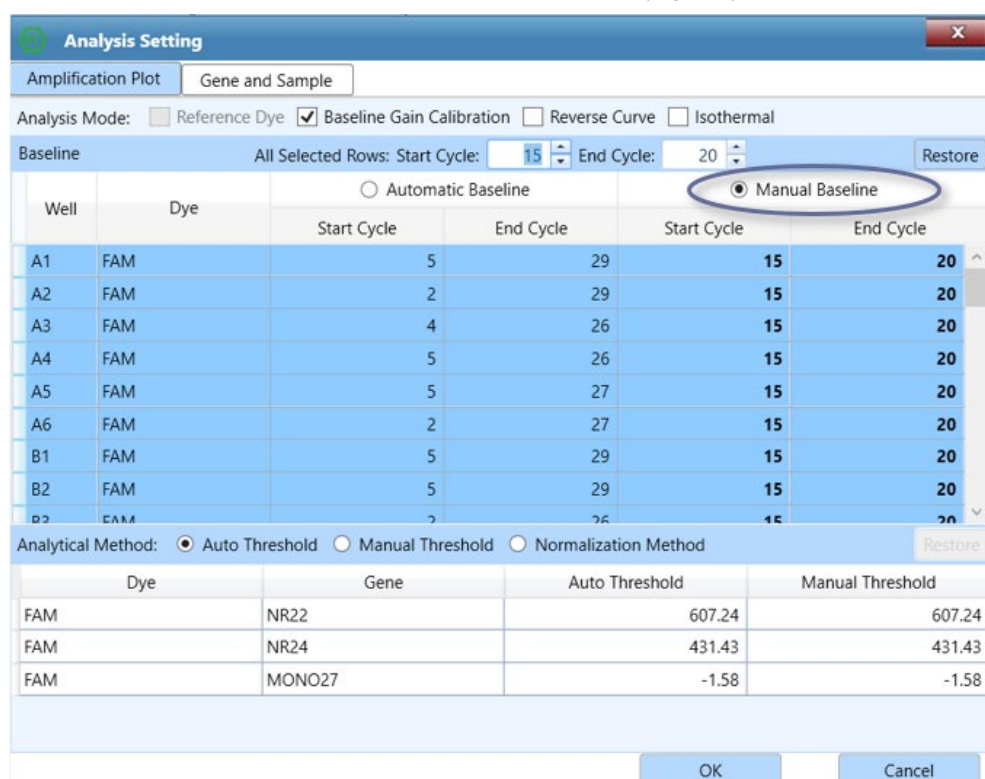 Analysis Setting
x
Amplification Plot Gene and Sample
Analysis Mode: Reference Dye Baseline Gain Calibration Reverse Curve Isothermal
Baseline All Selected Rows: Start Cycle: 15 End Cycle: 20 Restore
Well Dye Automatic Baseline Manual Baseline
Start Cycle End Cycle Start Cycle End Cycle
A1 FAM 5 29 15 20
A2 FAM 2 29 15 20
A3 FAM 4 26 15 20
A4 FAM 5 26 15 20
A5 FAM 5 27 15 20
A6 FAM 2 27 15 20
B1 FAM 5 29 15 20
B2 FAM 5 29 15 20
B3 FAM 2 26 15 20
Analytical Method: Auto Threshold Manual Threshold Normalization Method Restore
Dye Gene Auto Threshold Manual Threshold
FAM NR22 607.24 607.24
FAM NR24 431.43 431.43
FAM MONO27 -1.58 -1.58
OK Cancel